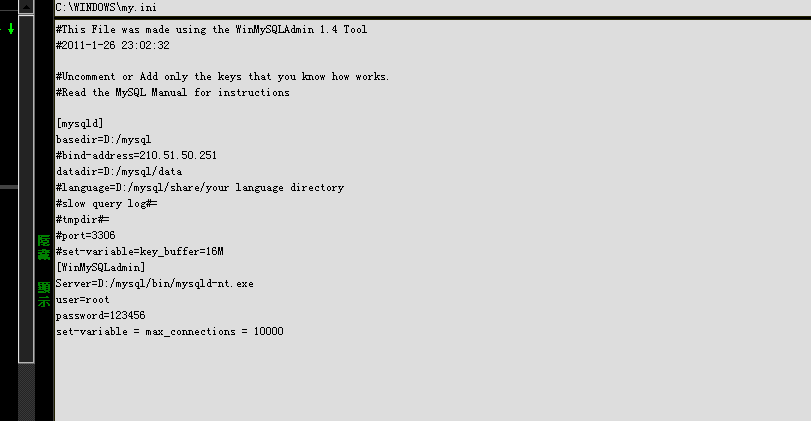 C:\WINDOWS\my.ini
#This File was made using the WinMySQLAdmin 1.4 Tool
#2011-1-26 23:02:32
#Uncomment or Add only the keys that you know how works.
#Read the MySQL Manual for instructions
[mysqld]
basedir=D:/mysql
#bind-address=210.51.50.251
datadir=D:/mysql/data
#language=D:/mysql/share/your language directory
#slow query log#=
#tmpdir#=
#port=3306
#set-variable=key_buffer=16M
[WinMySQLadmin]
Server=D:/mysql/bin/mysqld-nt.exe
user=root
password=123456
set-variable = max_connections = 10000
隱藏
顯示